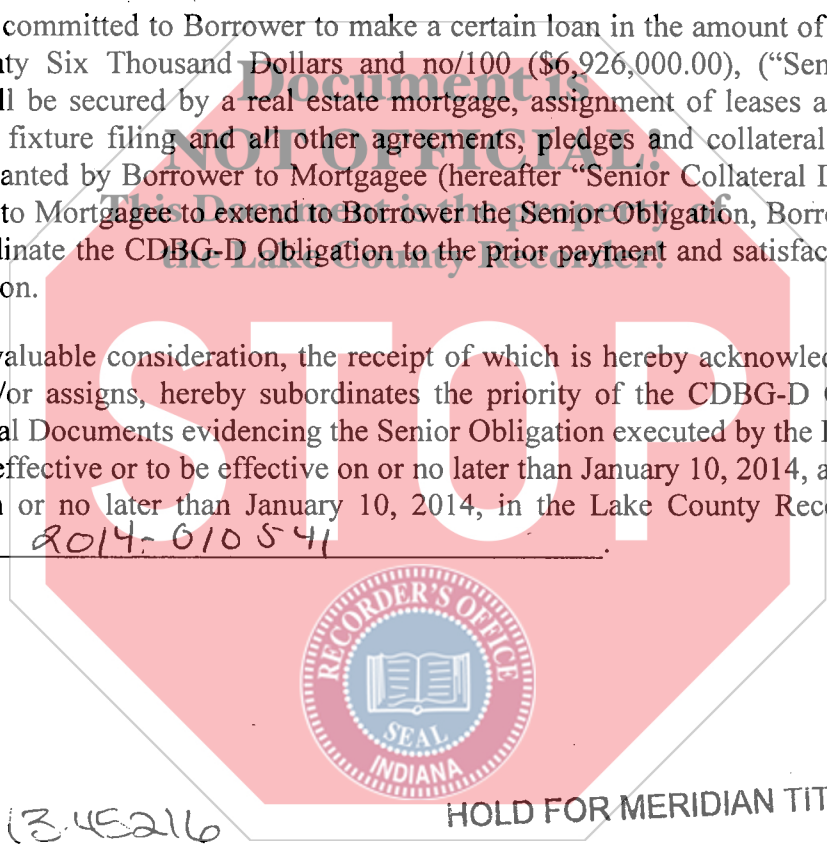 committed to Borrower to make a certain loan in the amount of
ty Six Thousand Dollars and no/100 ($6,926,000.00), (“Sen
ll be secured by a real estate mortgage, assignment of leases a
fixture filing and all other agreements, pledges and collateral
anted by Borrower to Mortgagee (hereafter “Senior Collateral D
to Mortgagee to extend to Borrower the Senior Obligation, Borro
linate the CDBG-D Obligation to the prior payment and satisfac
on.
Document is
NOT OFFICIAL!
This Document is the property of
the Lake County Recorder!
STOP
valuable consideration, the receipt of which is hereby acknowled
/or assigns, hereby subordinates the priority of the CDBG-D
al Documents evidencing the Senior Obligation executed by the
effective or to be effective on or no later than January 10, 2014, a
or no later than January 10, 2014, in the Lake County Reco
2014-010541.
RECORDER'S OFFICE
SEAL
INDIANA
13.45216
HOLD FOR MERIDIAN TIT